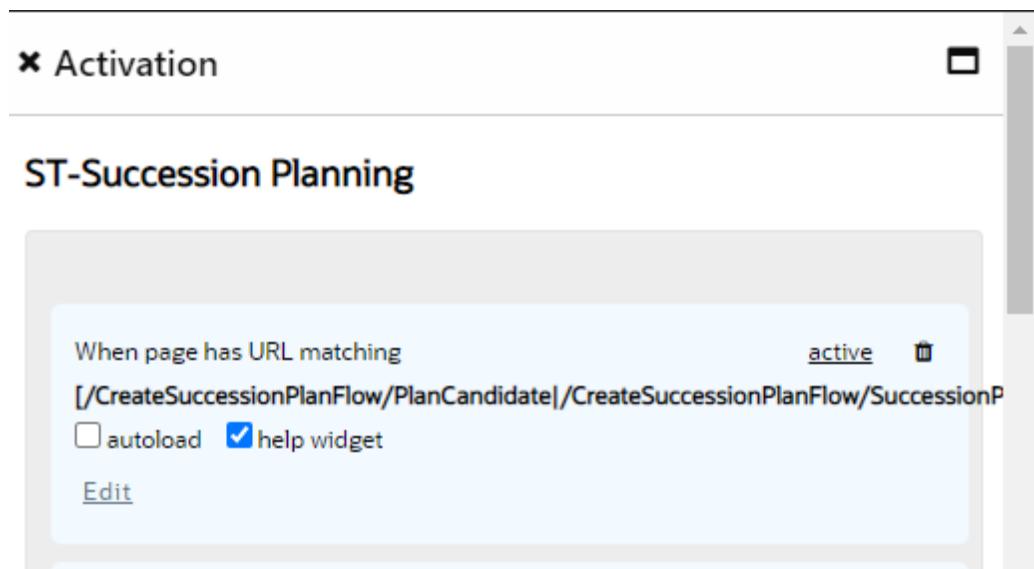 ✖ Activation
ST-Succession Planning
When page has URL matching active
[/CreateSuccessionPlanFlow/PlanCandidate|/CreateSuccessionPlanFlow/SuccessionP
autoload help widget
Edit